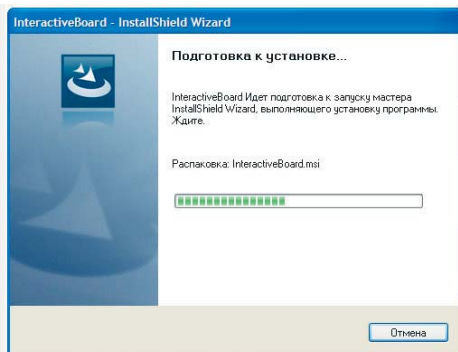 InteractiveBoard - InstallShield Wizard
Подготовка к установке...
InteractiveBoard Идет подготовка к запуску мастера
InstallShield Wizard, выполняющего установку программы.
Ждите.
Распаковка: InteractiveBoard.msi
Отмена